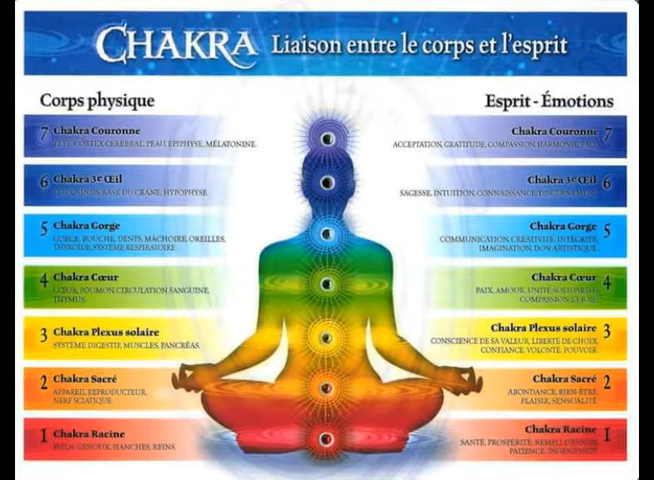 CHAKRA Liaison entre le corps et l'esprit
Corps physique
Esprit - Émotions
7 Chakra Couronne
CORTEX CÉRÉBRAL, PEAU, ÉPIPHYSE, MÉLATONINE.
Chakra Couronne 7
ACCEPTATION, GRATITUDE, COMPASSION, HARMONIE, PAIX
6 Chakra 3e Œil
BASE DU CRANE, HYPOPHYSE.
Chakra 3e Œil 6
SAGESSE, INTUITION, CONNAISSANCE, DISCERNEMENT
5 Chakra Gorge
GORGE, BOUCHE, DENTS, MÂCHOIRE, OREILLES,
THYROÏDE, SYSTÈME RESPIRATOIRE
Chakra Gorge 5
COMMUNICATION, CRÉATIVITÉ, INTÉGRITÉ,
IMAGINATION, DON ARTISTIQUE
4 Chakra Cœur
CŒUR, POUMON, CIRCULATION SANGUINE,
THYMUS.
Chakra Cœur 4
PAIX, AMOUR, UNITÉ, SOLIDARITÉ,
COMPASSION ET JOIE
3 Chakra Plexus solaire
SYSTÈME DIGESTIF, MUSCLES, PANCRÉAS.
Chakra Plexus solaire 3
CONSCIENCE DE SA VALEUR, LIBERTÉ DE CHOIX,
CONFIANCE, VOLONTÉ, POUVOIR
2 Chakra Sacré
APPAREIL REPRODUCTEUR,
NERF SCIATIQUE.
Chakra Sacré 2
ABONDANCE, BIEN-ÊTRE,
PLAISIR, SENSUALITÉ
1 Chakra Racine
GENOUX, HANCHES, REINS.
Chakra Racine 1
SANTÉ, PROSPÉRITÉ,
PATIENCE,